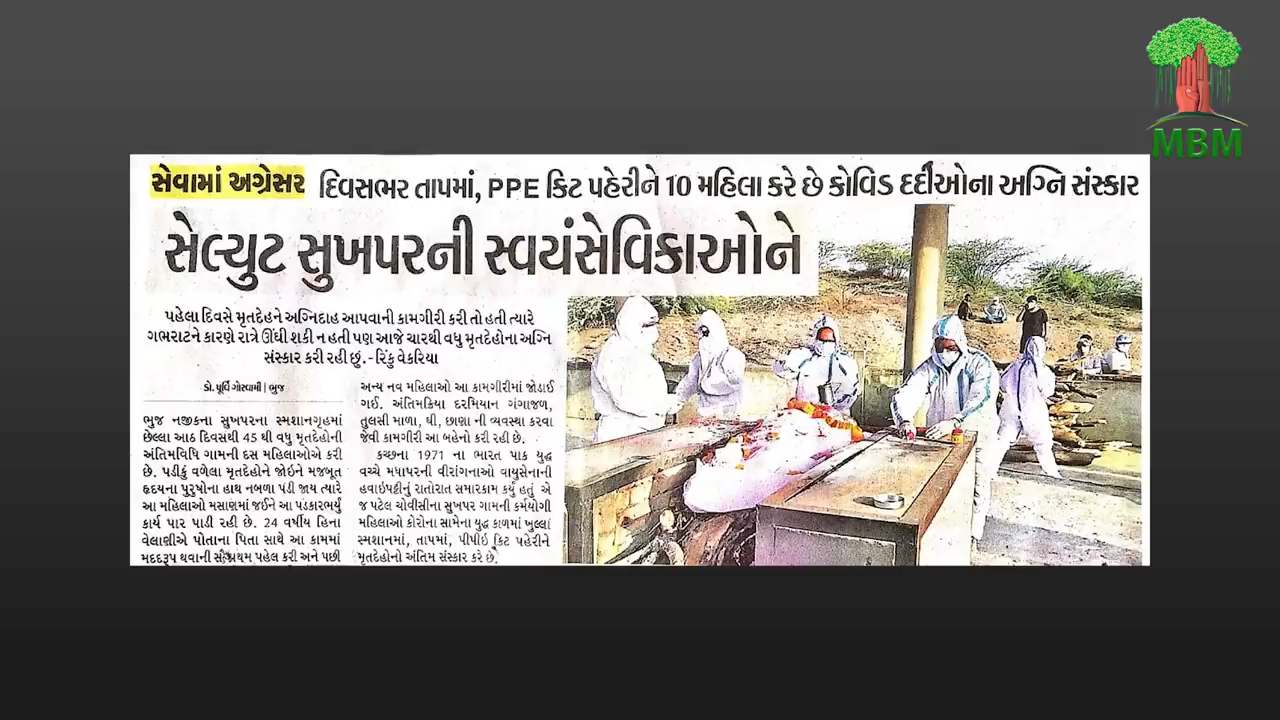 MBM
સેવામાં અગ્રેસર
દિવસભર તાપમાં, PPE કિટ પહેરીને 10 મહિલા કરે છે કોવિડ દર્દીઓના અગ્નિ સંસ્કાર
સેલ્યુટ સુખપરની સ્વયંસેવિકાઓને
પહેલા દિવસે મૃતદેહને અગ્નિદાહ આપવાની કામગીરી કરી તો હતી ત્યારે
ગભરાટને કારણે રાત્રે ઊંઘી શકી ન હતી પણ આજે ચારથી વધુ મૃતદેહોના અગ્નિ
સંસ્કાર કરી રહી છું. - રિંકુ વેકરિયા
ડો. પૂર્વિ ગોસ્વામી | ભુજ
ભુજ નજીકના સુખપરના સ્મશાનગૃહમાં
છેલ્લા આઠ દિવસથી 45 થી વધુ મૃતદેહોની
અંતિમવિધિ ગામની દસ મહિલાઓએ કરી
છે. પડીકું વળેલા મૃતદેહોને જોઈને મજબૂત
હૃદયના પુરુષોના હાથ નબળા પડી જાય ત્યારે
આ મહિલાઓ મસાણમાં જઈને આ પડકારભર્યું
કાર્ય પાર પાડી રહી છે. 24 વર્ષીય હિના
વેલાણીએ પોતાના પિતા સાથે આ કામમાં
મદદરૂપ થવાની સૌપ્રથમ પહેલ કરી અને પછી
અન્ય નવ મહિલાઓ આ કામગીરીમાં જોડાઈ
ગઈ. અંતિમક્રિયા દરમિયાન ગંગાજળ,
તુલસી માળા, ઘી, છાણા ની વ્યવસ્થા કરવા
જેવી કામગીરી આ બહેનો કરી રહી છે.
કચ્છના 1971 ના ભારત પાક યુદ્ધ
વચ્ચે મધાપરની વીરાંગનાઓ વાયુસેનાની
હવાઇપટ્ટીનું રાતોરાત સમારકામ કર્યું હતું એ
જ પટેલ ચોવીસીના સુખપર ગામની કર્મયોગી
મહિલાઓ કોરોના સામેના યુદ્ધ કાળમાં ખુલ્લા
સ્મશાનમાં, તાપમાં, પીપીઈ કિટ પહેરીને
મૃતદેહોનો અંતિમ સંસ્કાર કરે છે.